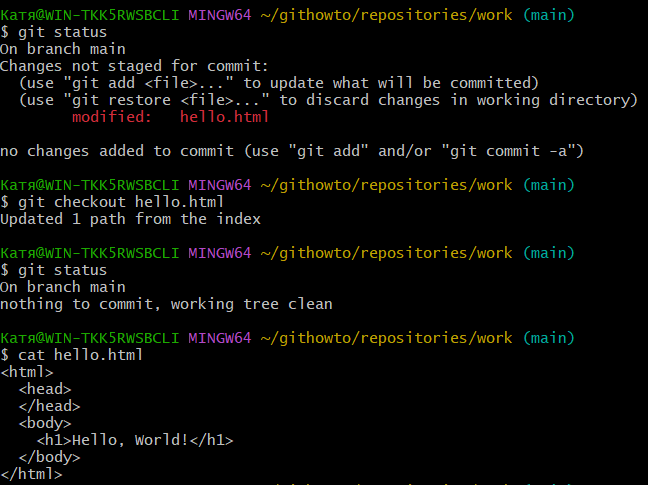 Катя@WIN-TKK5RWSBCLI MINGW64 ~/githowto/repositories/work (main)
$ git status
On branch main
Changes not staged for commit:
  (use "git add <file>..." to update what will be committed)
  (use "git restore <file>..." to discard changes in working directory)
        modified:   hello.html

no changes added to commit (use "git add" and/or "git commit -a")

Катя@WIN-TKK5RWSBCLI MINGW64 ~/githowto/repositories/work (main)
$ git checkout hello.html
Updated 1 path from the index

Катя@WIN-TKK5RWSBCLI MINGW64 ~/githowto/repositories/work (main)
$ git status
On branch main
nothing to commit, working tree clean

Катя@WIN-TKK5RWSBCLI MINGW64 ~/githowto/repositories/work (main)
$ cat hello.html
<html>
  <head>
  </head>
  <body>
    <h1>Hello, World!</h1>
  </body>
</html>